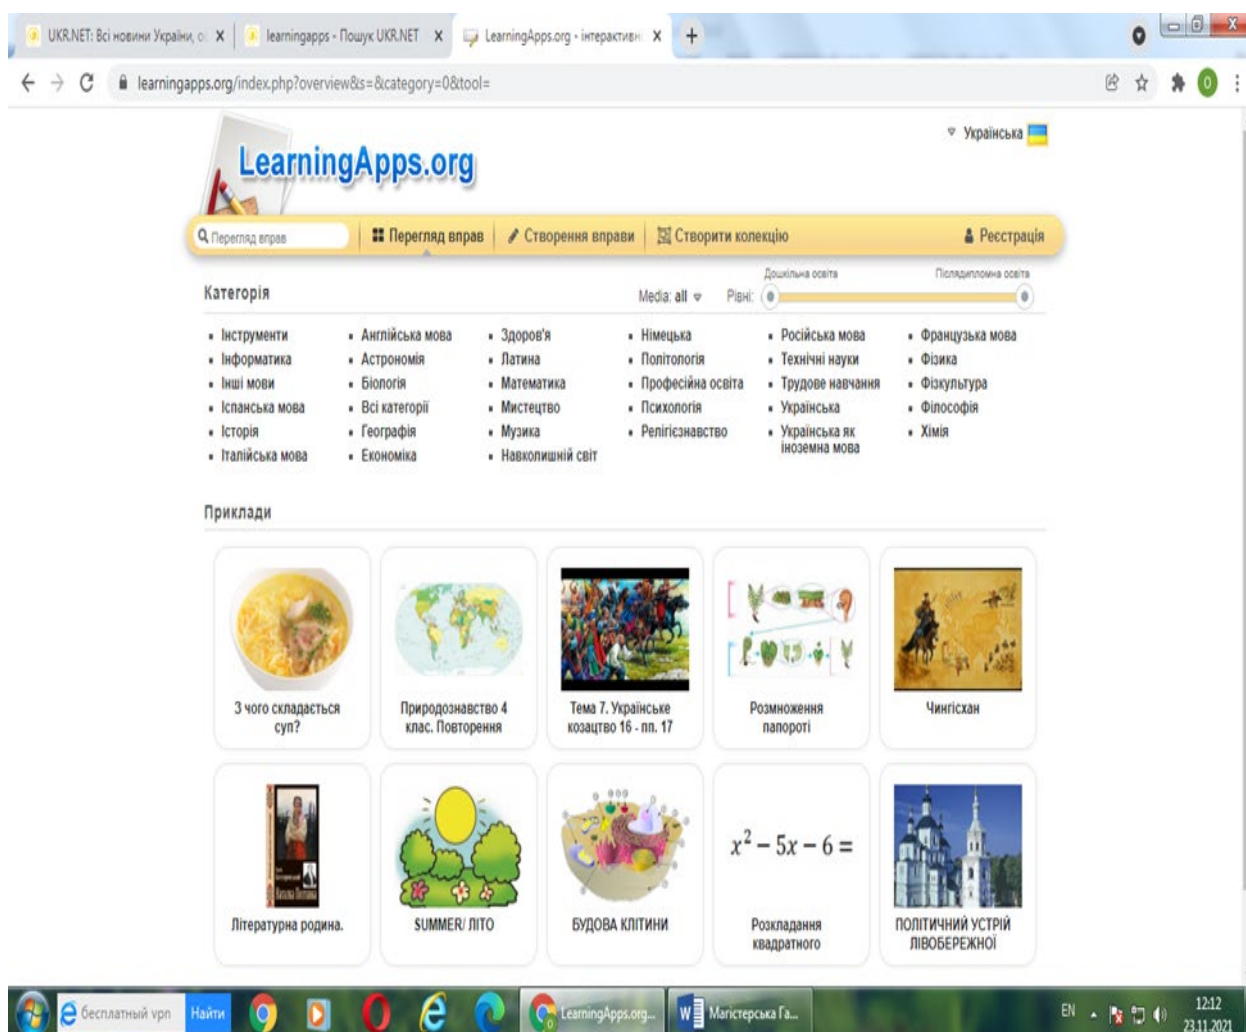 UKR.NET: Всі новини України, о
learningapps - Пошук UKR.NET
LearningApps.org - інтерактивн
learningapps.org/index.php?overview&s=&category=0&tool=
O
Українська
LearningApps.org
Перегляд вправ
Перегляд вправ
Створення вправи
Створити колекцію
Реєстрація
Категорія
Media: all
Рівні:
Дошкільна освіта
Післядипломна освіта
Інструменти
Інформатика
Інші мови
Іспанська мова
Історія
Італійська мова
Англійська мова
Астрономія
Біологія
Всі категорії
Географія
Економіка
Здоров'я
Латина
Математика
Мистецтво
Музика
Навколишній світ
Німецька
Політологія
Професійна освіта
Психологія
Релігієзнавство
Російська мова
Технічні науки
Трудове навчання
Українська
Українська як
іноземна мова
Французька мова
Фізика
Фізкультура
Філософія
Хімія
Приклади
З чого складається
суп?
Природознавство 4
клас. Повторення
Тема 7. Українське
козацтво 16 - пп. 17
Розмноження
папороті
Чингісхан
Літературна родина.
SUMMER/ ЛІТО
БУДОВА КЛІТИНИ
x² − 5x − 6 =
Розкладання
квадратного
ПОЛІТИЧНИЙ УСТРІЙ
ЛІВОБЕРЕЖНОЇ
бесплатный vpn
Найти
LearningApps.org...
Магістерська Га...
EN
12:12
23.11.2021